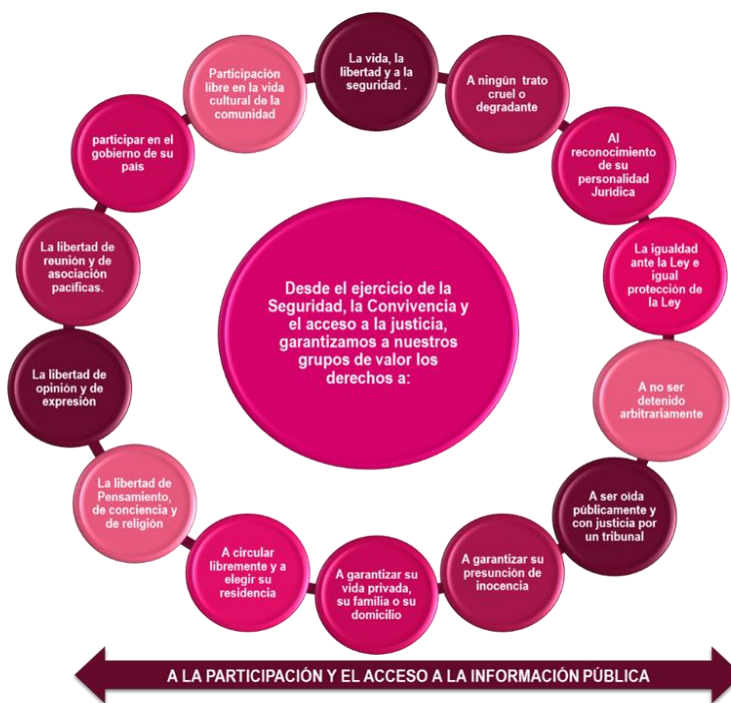 La vida, la
libertad y a la
seguridad .
A ningún trato
cruel o
degradante
Al
reconocimiento
de su
personalidad
Jurídica
La igualdad
ante la Ley e
igual
protección de
la Ley
A no ser
detenido
arbitrariamente
A ser oída
públicamente y
con justicia por
un tribunal
A garantizar su
presunción de
inocencia
A garantizar su
vida privada,
su familia o su
domicilio
A circular
libremente y a
elegir su
residencia
La libertad de
Pensamiento,
de conciencia y
de religión
La libertad de
opinión y de
expresión
La libertad de
reunión y de
asociación
pacíficas.
participar en el
gobierno de su
país
Participación
libre en la vida
cultural de la
comunidad
Desde el ejercicio de la
Seguridad, la Convivencia y
el acceso a la justicia,
garantizamos a nuestros
grupos de valor los
derechos a:
A LA PARTICIPACIÓN Y EL ACCESO A LA INFORMACIÓN PÚBLICA